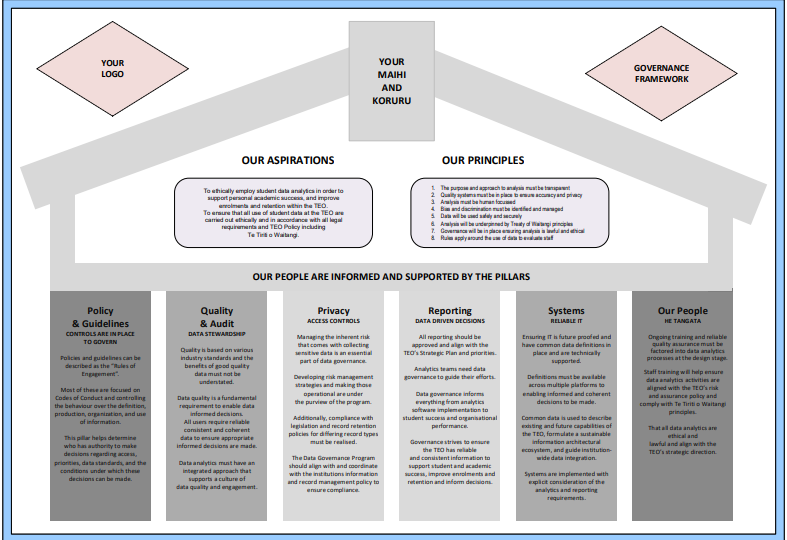 YOUR
LOGO
YOUR
MAIHI
AND
KORURU
GOVERNANCE
FRAMEWORK
OUR ASPIRATIONS
To ethically employ student data analytics in order to
support personal academic success, and improve
enrolments and retention within the TEO.
To ensure that all use of student data at the TEO are
carried out ethically and in accordance with all legal
requirements and TEO Policy including
Te Tiriti o Waitangi.
OUR PRINCIPLES
1. The purpose and approach to analysis must be transparent
2. Quality systems must be in place to ensure accuracy and privacy
3. Analysis must be human focussed
4. Bias and discrimination must be identified and managed
5. Data will be used safely and securely
6. Analysis will be underpinned by Treaty of Waitangi principles
7. Governance will be in place ensuring analysis is lawful and ethical
8. Rules apply around the use of data to evaluate staff
OUR PEOPLE ARE INFORMED AND SUPPORTED BY THE PILLARS
Policy
& Guidelines
CONTROLS ARE IN PLACE
TO GOVERN
Policies and guidelines can be
described as the "Rules of
Engagement".
Most of these are focused on
Codes of Conduct and controlling
the behaviour over the definition,
production, organization, and use
of information.
This pillar helps determine
who has authority to make
decisions regarding access,
priorities, data standards, and the
conditions under which these
decisions can be made.
Quality
& Audit
DATA STEWARDSHIP
Quality is based on various
industry standards and the
benefits of good quality
data must not be
understated.
Data quality is a fundamental
requirement to enable data
informed decisions.
All users require reliable
consistent and coherent
data to ensure appropriate
informed decisions are made.
Data analytics must have an
integrated approach that
supports a culture of
data quality and engagement.
Privacy
ACCESS CONTROLS
Managing the inherent risk
that comes with collecting
sensitive data is an essential
part of data governance.
Developing risk management
strategies and making those
operational are under
the purview of the program.
Additionally, compliance with
legislation and record retention
policies for differing record types
must be realised.
The Data Governance Program
should align with and coordinate
with the institutions information
and record management policy to
ensure compliance.
Reporting
DATA DRIVEN DECISIONS
All reporting should be
approved and align with the
TEO's Strategic Plan and priorities.
Analytics teams need data
governance to guide their efforts.
Data governance informs
everything from analytics
software implementation to
student success and organisational
performance.
Governance strives to ensure
the TEO has reliable
and consistent information to
support student and academic
success, improve enrolments and
retention and inform decisions.
Systems
RELIABLE IT
Ensuring IT is future proofed and
have common data definitions in
place and are technically
supported.
Definitions must be available
across multiple platforms to
enabling informed and coherent
decisions to be made.
Common data is used to describe
existing and future capabilities of
the TEO, formulate a sustainable
information architectural
ecosystem, and guide institution-
wide data integration.
Systems are implemented with
explicit consideration of the
analytics and reporting
requirements.
Our People
HE TANGATA
Ongoing training and reliable
quality assurance must be
factored into data analytics
processes at the design stage.
Staff training will help ensure
data analytics activities are
aligned with the TEO's risk
and assurance policy and
comply with Te Tiriti o Waitangi
principles.
That all data analytics are
ethical and
lawful and align with the
TEO's strategic direction.